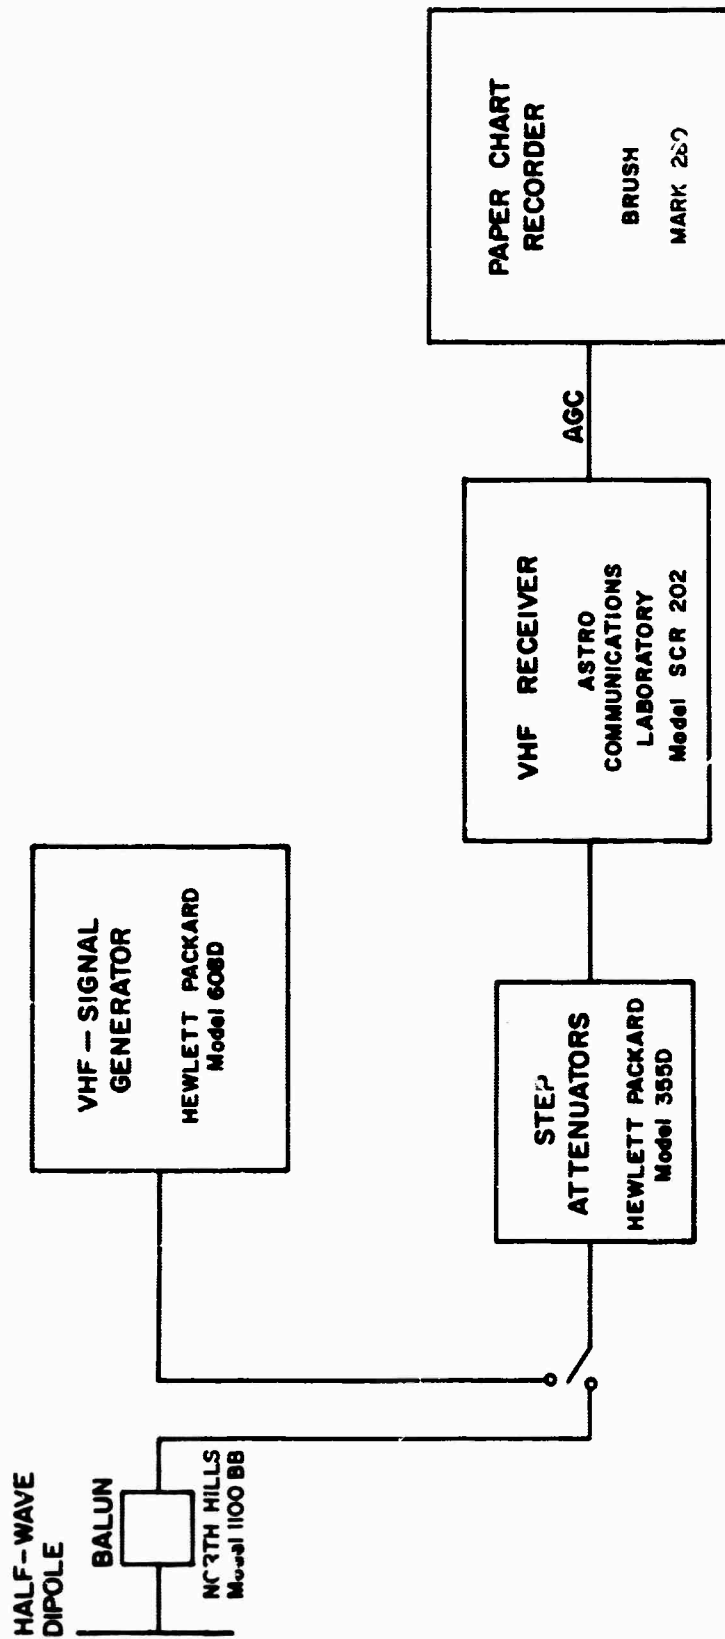 HALF-WAVE
DIPOLE
BALUN
NORTH HILLS
Model 1100 BB
VHF — SIGNAL
GENERATOR
HEWLETT PACKARD
Model 608D
STEP
ATTENUATORS
HEWLETT PACKARD
Model 355D
VHF RECEIVER
ASTRO
COMMUNICATIONS
LABORATORY
Model SCR 202
AGC
PAPER CHART
RECORDER
BRUSH
MARK